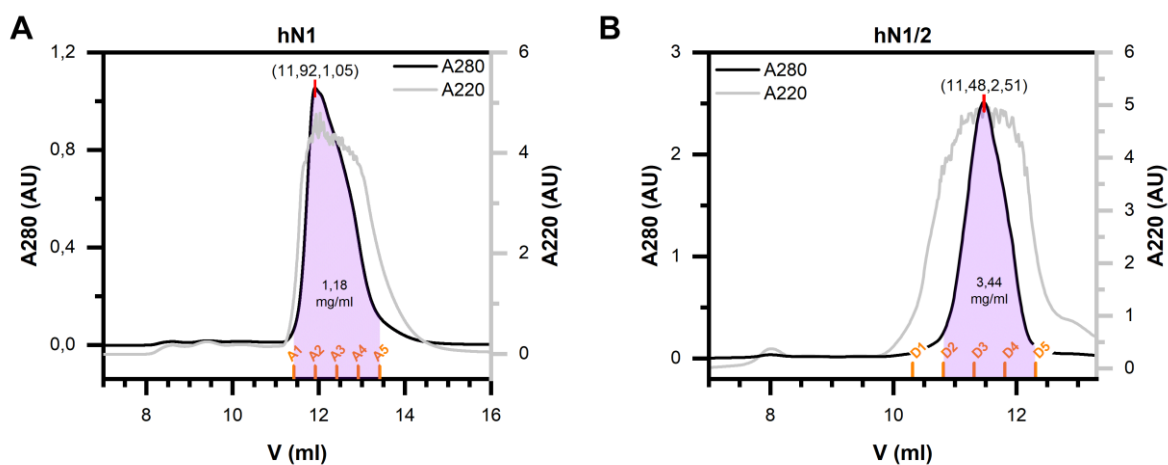 A
hN1
1,2
(11,92,1,05)
A280
A220
6
0,8
4
A280 (AU)
A220 (AU)
0,4
2
1,18
mg/ml
0,0
0
A1 A2 A3 A4 A5
8 10 12 14 16
V (ml)
B
hN1/2
3
(11,48,2,51)
A280
A220
6
5
2
4
A280 (AU)
A220 (AU)
3
1
2
3,44
mg/ml
1
0
0
D1 D2 D3 D4 D5
8 10 12
V (ml)